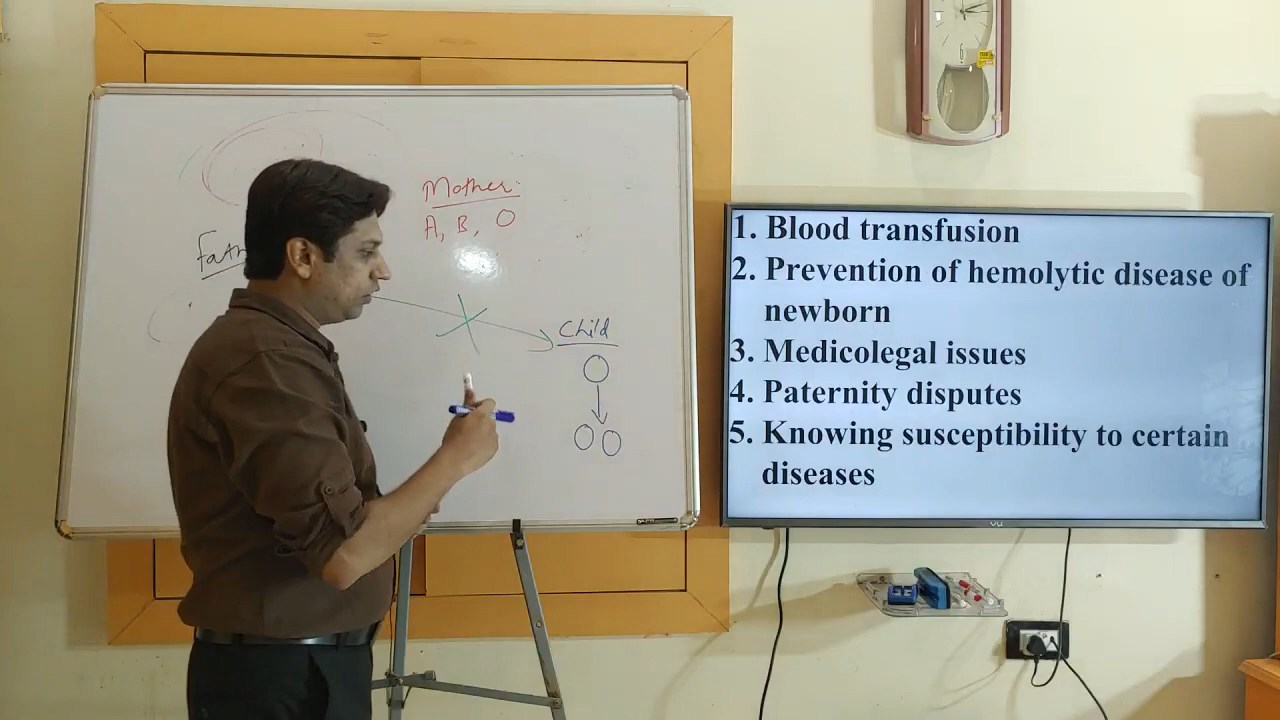 Mother:
A, B, O
Child
O
O O
1. Blood transfusion
2. Prevention of hemolytic disease of
newborn
3. Medicolegal issues
4. Paternity disputes
5. Knowing susceptibility to certain
diseases